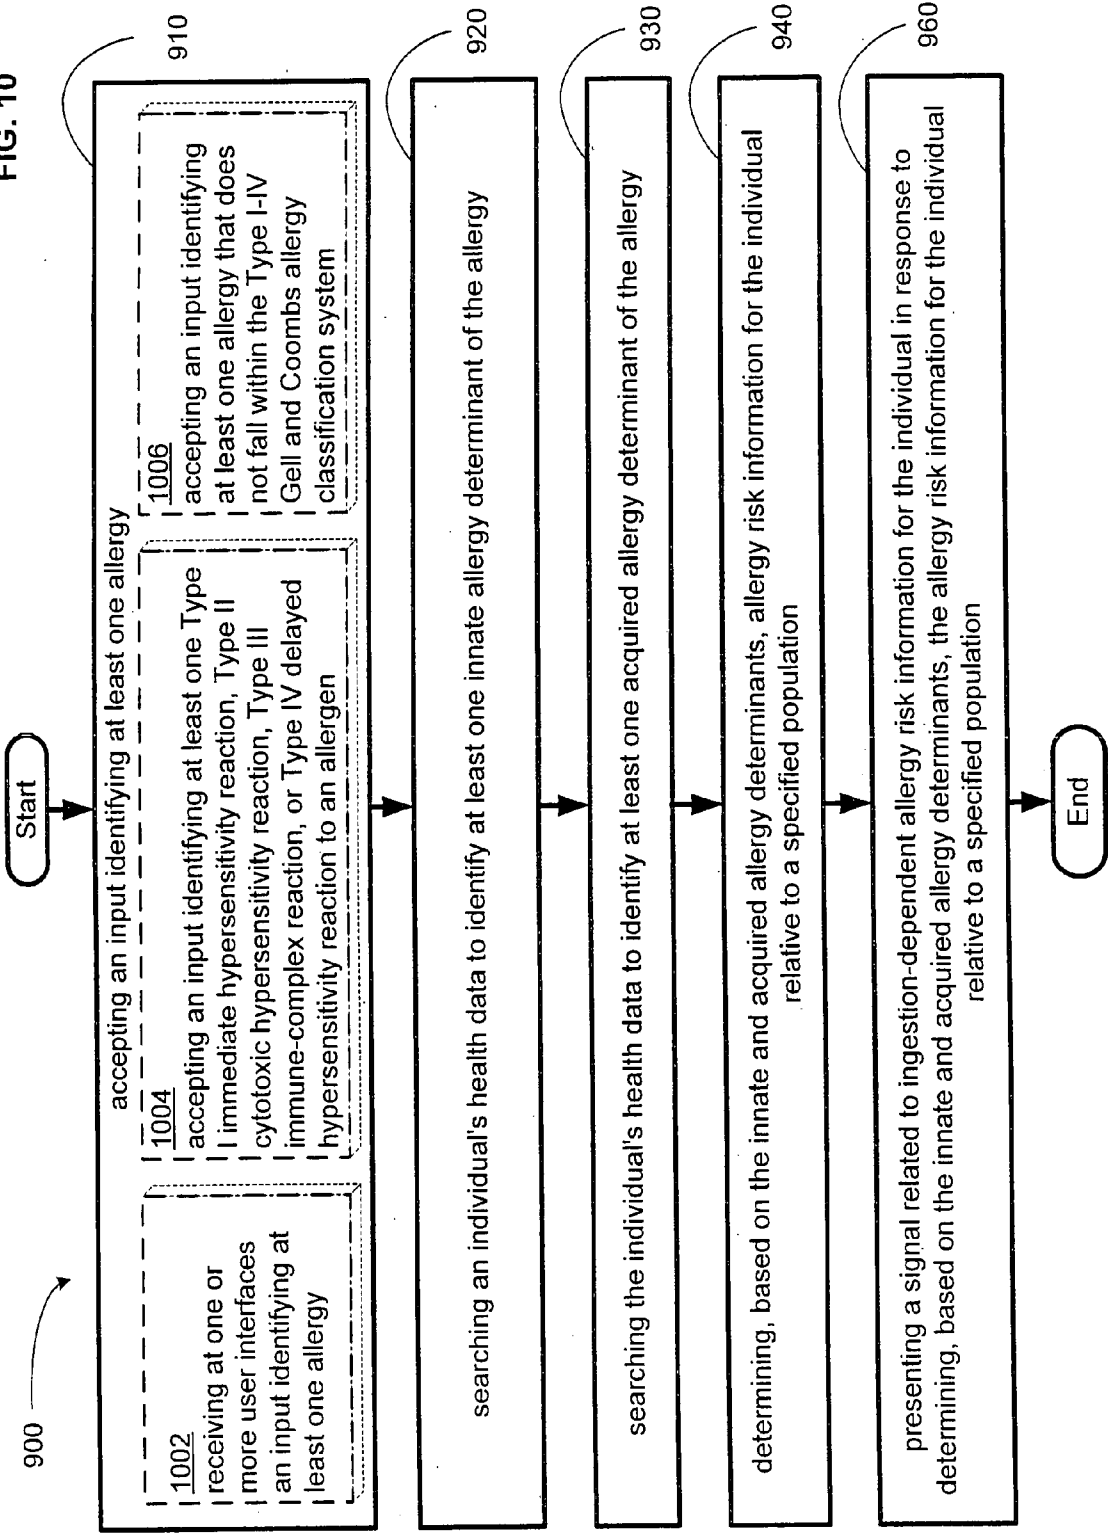 FIG. 10
900
Start
910
accepting an input identifying at least one allergy
1002
receiving at one or
more user interfaces
an input identifying at
least one allergy
1004
accepting an input identifying at least one Type
I immediate hypersensitivity reaction, Type II
cytotoxic hypersensitivity reaction, Type III
immune-complex reaction, or Type IV delayed
hypersensitivity reaction to an allergen
1006
accepting an input identifying
at least one allergy that does
not fall within the Type I-IV
Gell and Coombs allergy
classification system
920
searching an individual's health data to identify at least one innate allergy determinant of the allergy
930
searching the individual's health data to identify at least one acquired allergy determinant of the allergy
940
determining, based on the innate and acquired allergy determinants, allergy risk information for the individual
relative to a specified population
960
presenting a signal related to ingestion-dependent allergy risk information for the individual in response to
determining, based on the innate and acquired allergy determinants, the allergy risk information for the individual
relative to a specified population
End